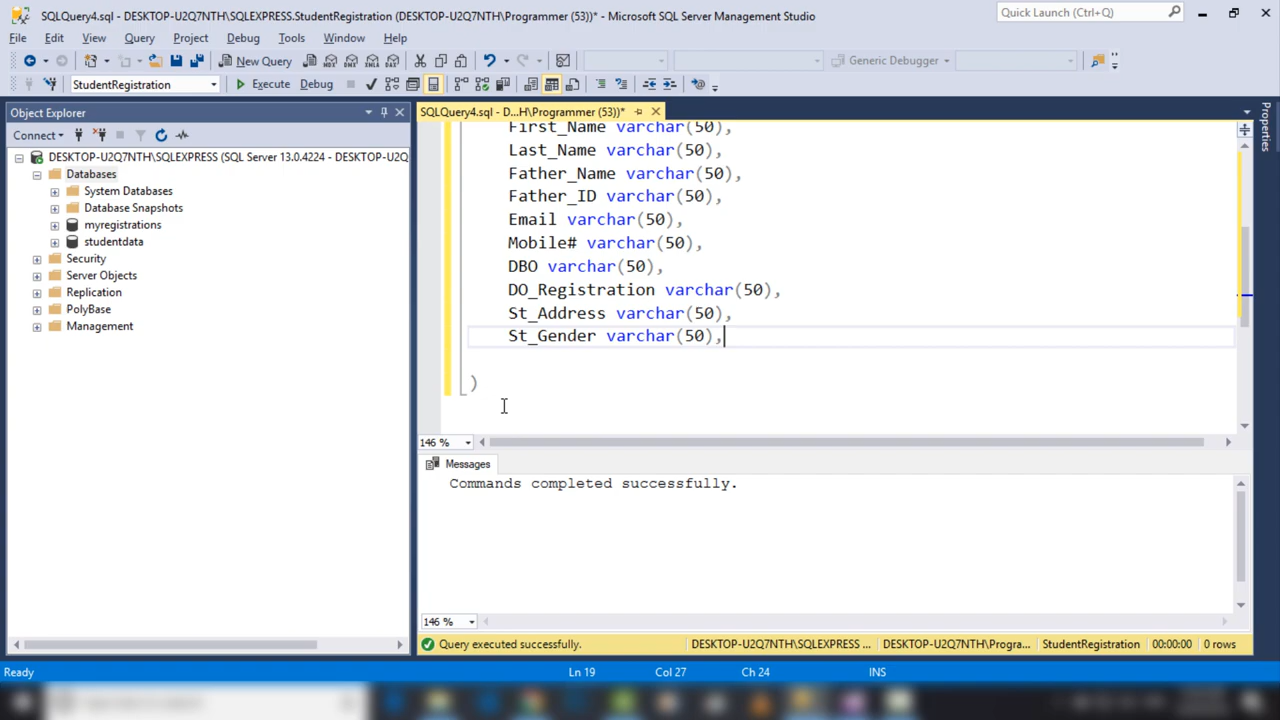 SQLQuery4.sql - DESKTOP-U2Q7NTH\SQLEXPRESS.StudentRegistration (DESKTOP-U2Q7NTH\Programmer (53))* - Microsoft SQL Server Management Studio
Quick Launch (Ctrl+Q)
File Edit View Query Project Debug Tools Window Help
New Query
Generic Debugger
StudentRegistration
Execute Debug
Object Explorer
Connect
DESKTOP-U2Q7NTH\SQLEXPRESS (SQL Server 13.0.4224 - DESKTOP-U2Q
Databases
System Databases
Database Snapshots
myregistrations
studentdata
Security
Server Objects
Replication
PolyBase
Management
SQLQuery4.sql - D...H\Programmer (53))*
First_Name varchar(50),
Last_Name varchar(50),
Father_Name varchar(50),
Father_ID varchar(50),
Email varchar(50),
Mobile# varchar(50),
DBO varchar(50),
DO_Registration varchar(50),
St_Address varchar(50),
St_Gender varchar(50),
)
146 %
Messages
Commands completed successfully.
146 %
Query executed successfully. DESKTOP-U2Q7NTH\SQLEXPRESS ... DESKTOP-U2Q7NTH\Progra... StudentRegistration 00:00:00 0 rows
Ready Ln 19 Col 27 Ch 24 INS
Properties